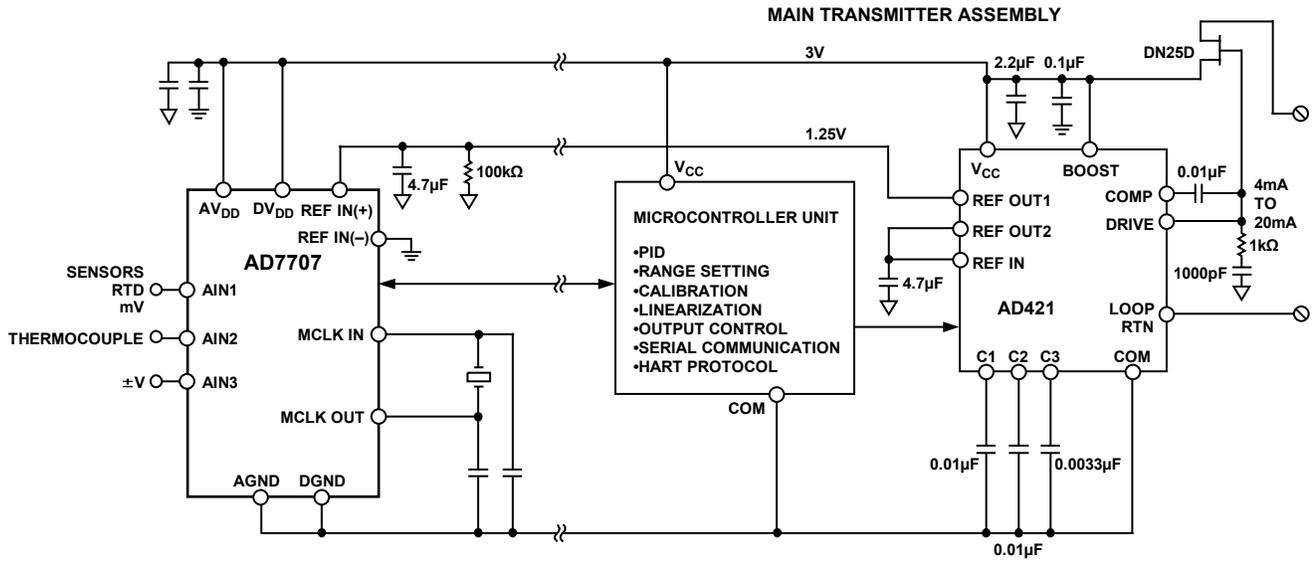 MAIN TRANSMITTER ASSEMBLY
DN25D
3V
2.2µF
0.1µF
1.25V
4.7µF
100kΩ
VCC
VCC
BOOST
0.01µF
4mA
TO
20mA
AVDD
DVDD
REF IN(+)
REF IN(–)
AD7707
MICROCONTROLLER UNIT
•PID
•RANGE SETTING
•CALIBRATION
•LINEARIZATION
•OUTPUT CONTROL
•SERIAL COMMUNICATION
•HART PROTOCOL
COM
REF OUT1
REF OUT2
REF IN
4.7µF
AD421
COMP
DRIVE
1kΩ
1000pF
LOOP
RTN
SENSORS
RTD
mV
AIN1
THERMOCOUPLE
AIN2
±V
AIN3
MCLK IN
MCLK OUT
AGND
DGND
C1
C2
C3
COM
0.01µF
0.0033µF
0.01µF